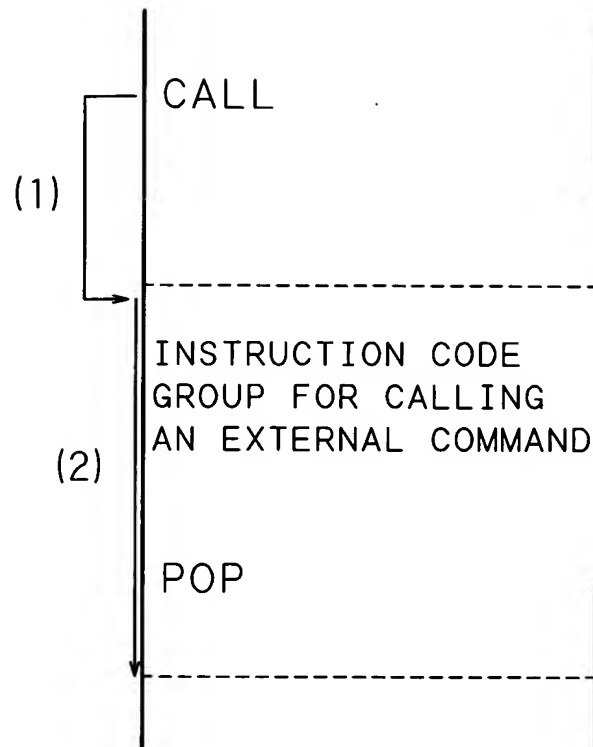 CALL
(1)
INSTRUCTION CODE
GROUP FOR CALLING
AN EXTERNAL COMMAND
(2)
POP